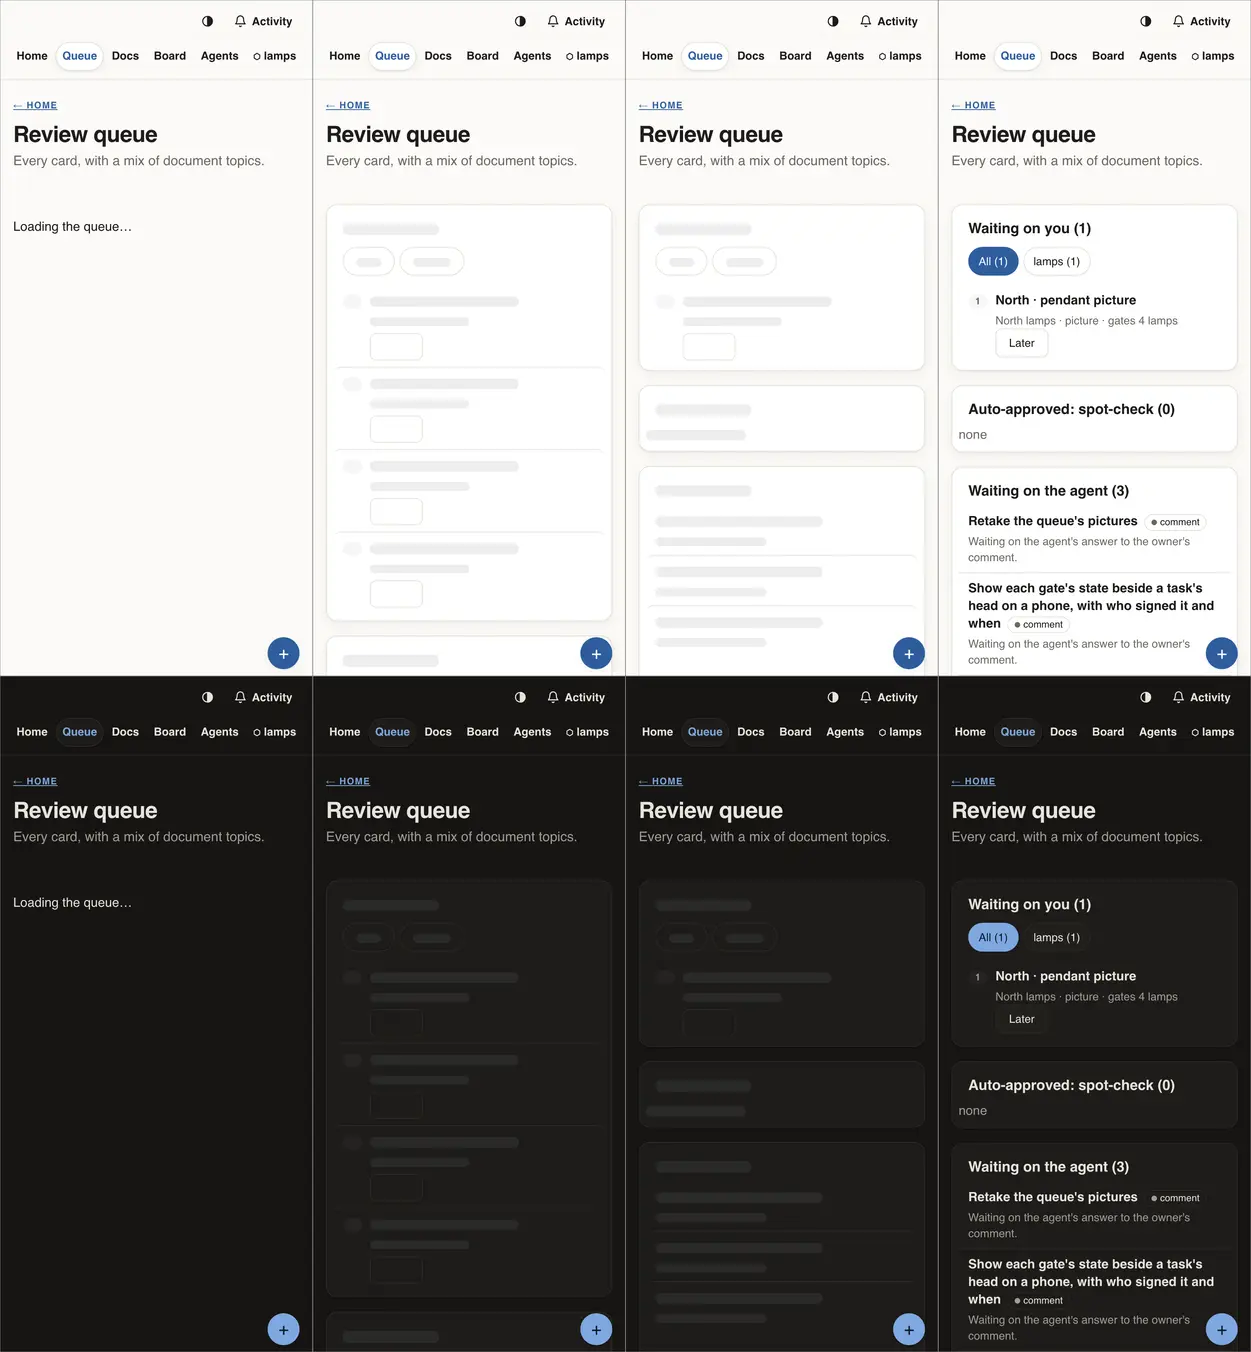 Activity
Home Queue Docs Board Agents lamps
← HOME
Review queue
Every card, with a mix of document topics.
Loading the queue…
+
Activity
Home Queue Docs Board Agents lamps
← HOME
Review queue
Every card, with a mix of document topics.
+
Activity
Home Queue Docs Board Agents lamps
← HOME
Review queue
Every card, with a mix of document topics.
+
Activity
Home Queue Docs Board Agents lamps
← HOME
Review queue
Every card, with a mix of document topics.
Waiting on you (1)
All (1) lamps (1)
1 North · pendant picture
North lamps · picture · gates 4 lamps
Later
Auto-approved: spot-check (0)
none
Waiting on the agent (3)
Retake the queue's pictures comment
Waiting on the agent's answer to the owner's
comment.
Show each gate's state beside a task's
head on a phone, with who signed it and
when comment
Waiting on the agent's answer to the owner's
comment.
+
Activity
Home Queue Docs Board Agents lamps
← HOME
Review queue
Every card, with a mix of document topics.
Loading the queue…
+
Activity
Home Queue Docs Board Agents lamps
← HOME
Review queue
Every card, with a mix of document topics.
+
Activity
Home Queue Docs Board Agents lamps
← HOME
Review queue
Every card, with a mix of document topics.
+
Activity
Home Queue Docs Board Agents lamps
← HOME
Review queue
Every card, with a mix of document topics.
Waiting on you (1)
All (1) lamps (1)
1 North · pendant picture
North lamps · picture · gates 4 lamps
Later
Auto-approved: spot-check (0)
none
Waiting on the agent (3)
Retake the queue's pictures comment
Waiting on the agent's answer to the owner's
comment.
Show each gate's state beside a task's
head on a phone, with who signed it and
when comment
Waiting on the agent's answer to the owner's
comment.
+